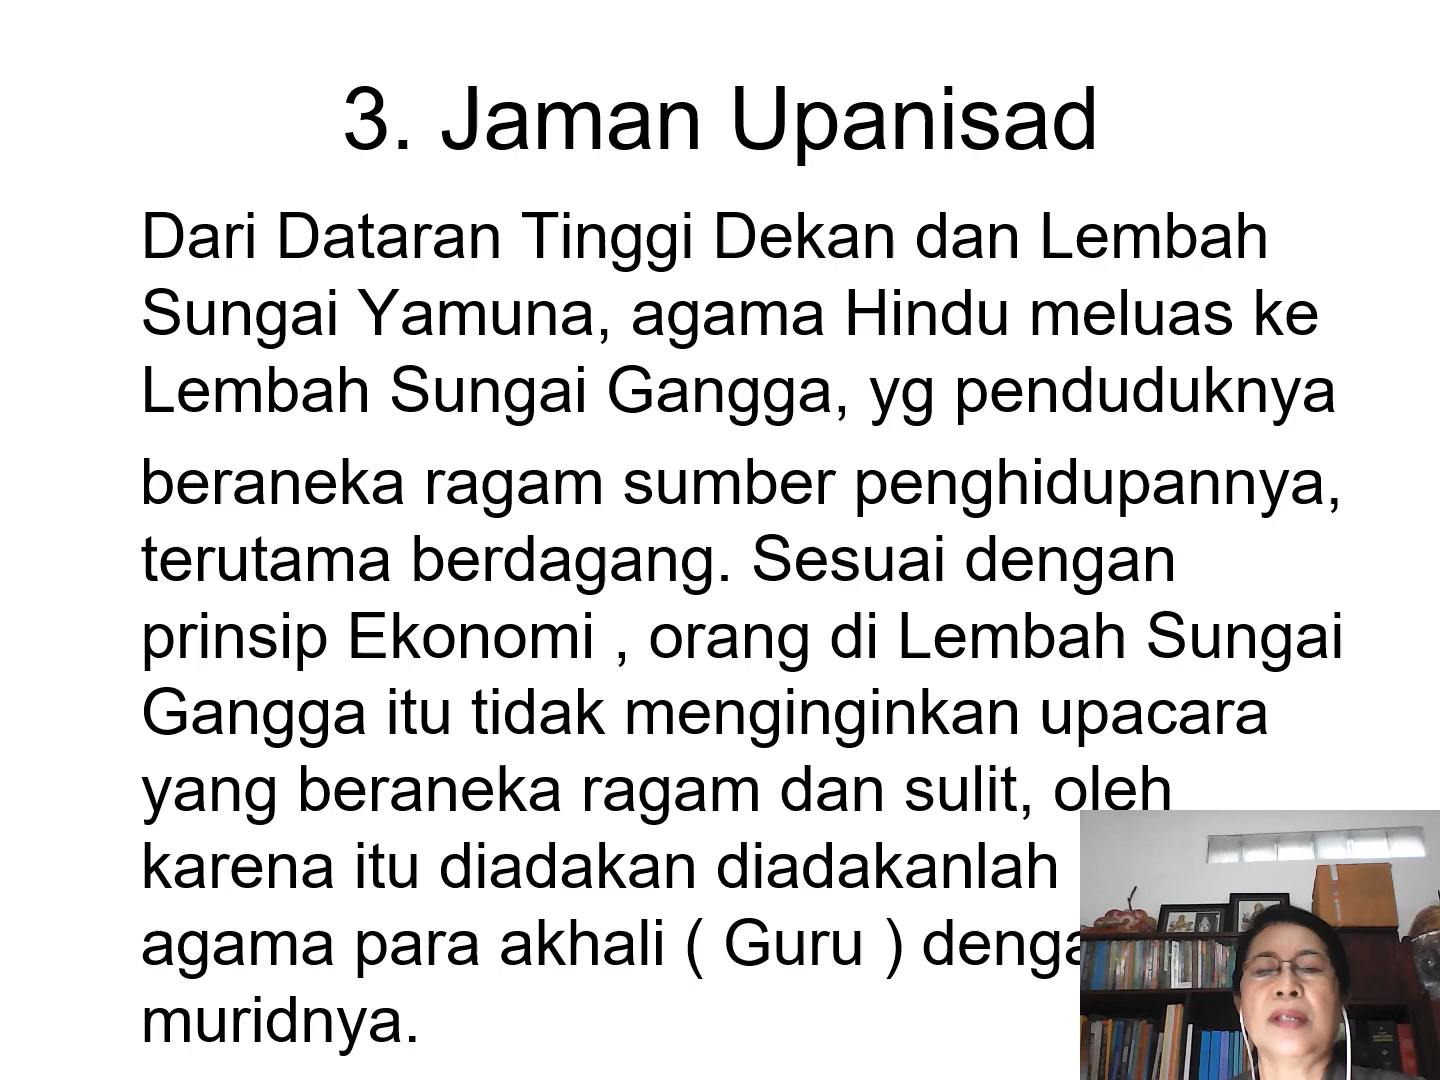 3. Jaman Upanisad
Dari Dataran Tinggi Dekan dan Lembah
Sungai Yamuna, agama Hindu meluas ke
Lembah Sungai Gangga, yg penduduknya
beraneka ragam sumber penghidupannya,
terutama berdagang. Sesuai dengan
prinsip Ekonomi , orang di Lembah Sungai
Gangga itu tidak menginginkan upacara
yang beraneka ragam dan sulit, oleh
karena itu diadakan diadakanlah
agama para akhali ( Guru )
muridnya.